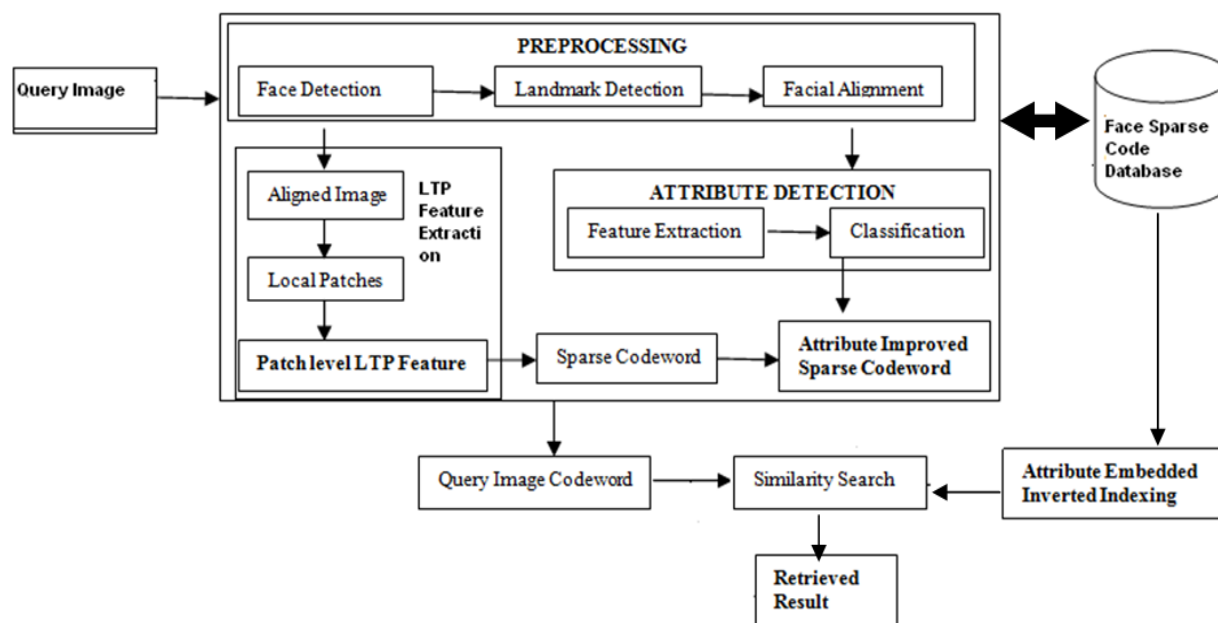 PREPROCESSING
Query Image
Face Detection
Landmark Detection
Facial Alignment
Face Sparse
Code
Database
LTP
Feature
Extracti
on
Aligned Image
Local Patches
Patch level LTP Feature
ATTRIBUTE DETECTION
Feature Extraction
Classification
Sparse Codeword
Attribute Improved
Sparse Codeword
Query Image Codeword
Similarity Search
Attribute Embedded
Inverted Indexing
Retrieved
Result